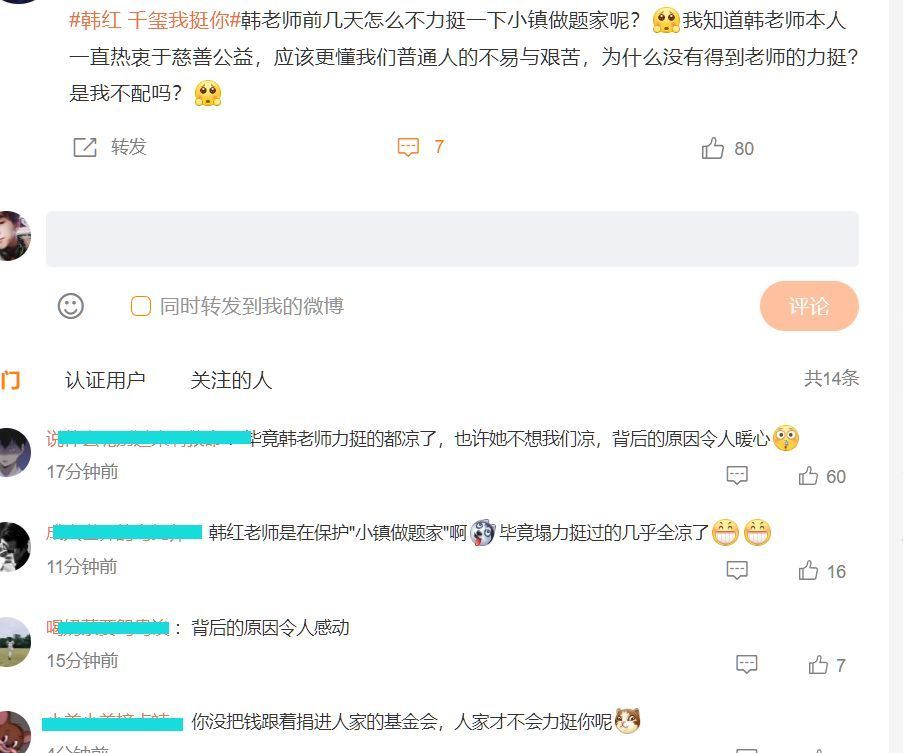 #韩红 千玺我挺你#韩老师前几天怎么不力挺一下小镇做题家呢？我知道韩老师本人
一直热衷于慈善公益，应该更懂我们普通人的不易与艰苦，为什么没有得到老师的力挺？
是我不配吗？
转发
7
80
同时转发到我的微博
评论
门
认证用户
关注的人
共14条
毕竟韩老师力挺的都凉了，也许她不想我们凉，背后的原因令人暖心
17分钟前
60
韩红老师是在保护"小镇做题家"啊毕竟塌力挺过的几乎全凉了
11分钟前
16
：背后的原因令人感动
15分钟前
7
你没把钱跟着捐进人家的基金会，人家才不会力挺你呢